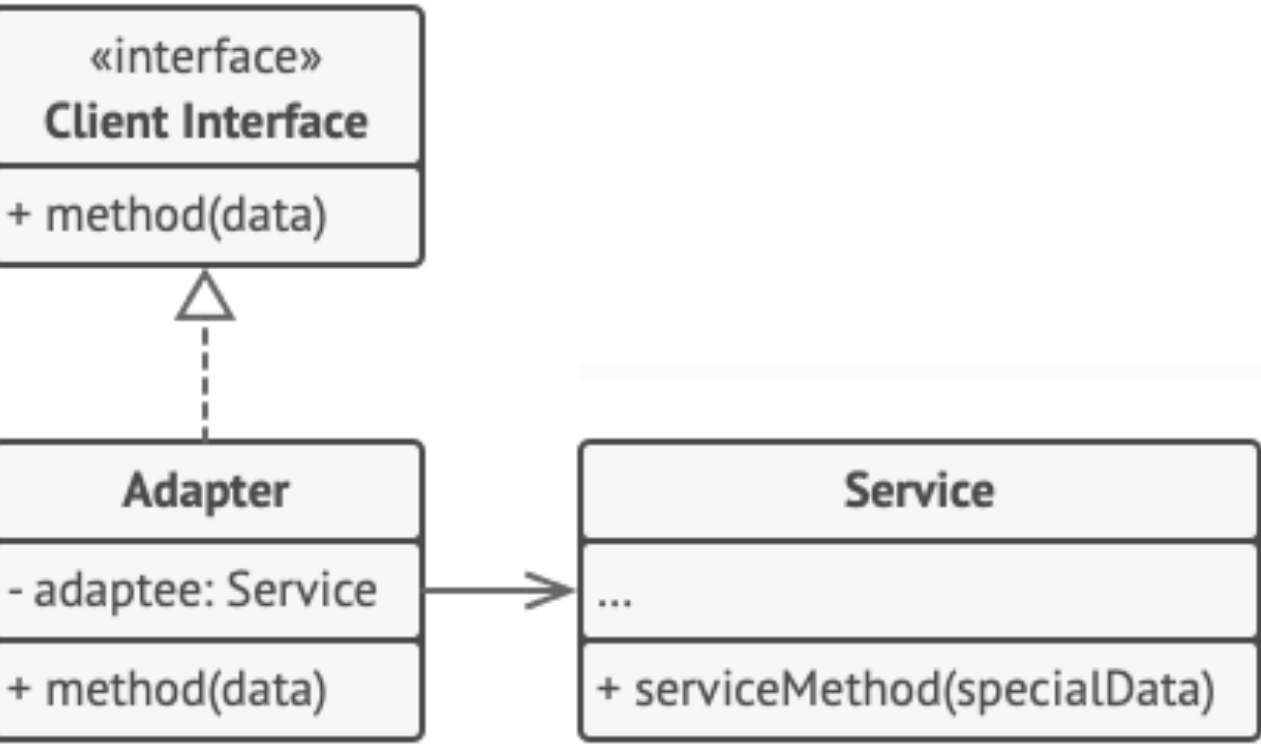 «interface»
Client Interface
+ method(data)
Adapter
- adaptee: Service
+ method(data)
Service
...
+ serviceMethod(specialData)